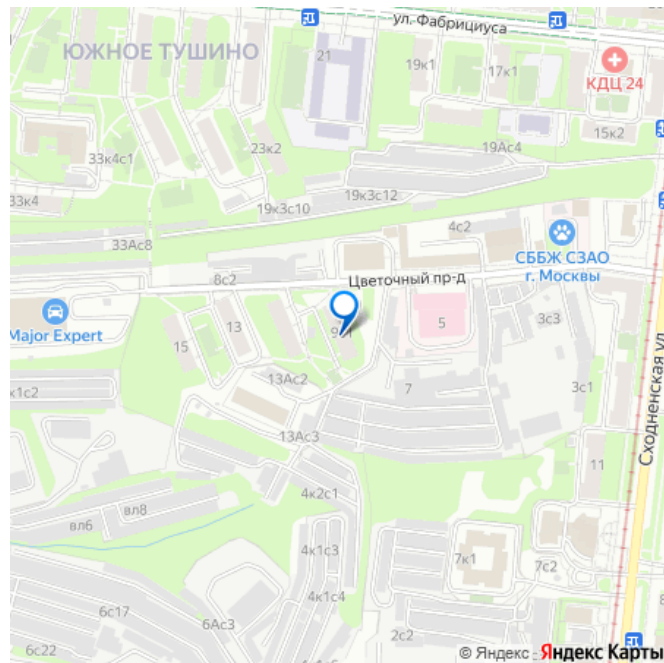 ул. Фабрициуса
ЮЖНОЕ ТУШИНО
21
19к1
17к1
КДЦ 24
15к2
23к2
19Ас4
33к4с1
33к4
19к3с12
19к3с10
33Ас8
4с2
СББЖ СЗАО
г. Москвы
8с2
Цветочный пр-д
Major Expert
13
15
5
3с3
13Ас2
7
3с1
к1с2
Сходненская ул
13Ас3
11
4к2с1
вл8
вл6
4к1с3
7к1
7с2
4к1с4
6с17
6Ас3
2с2
6с22
© Яндекс
Яндекс Карты